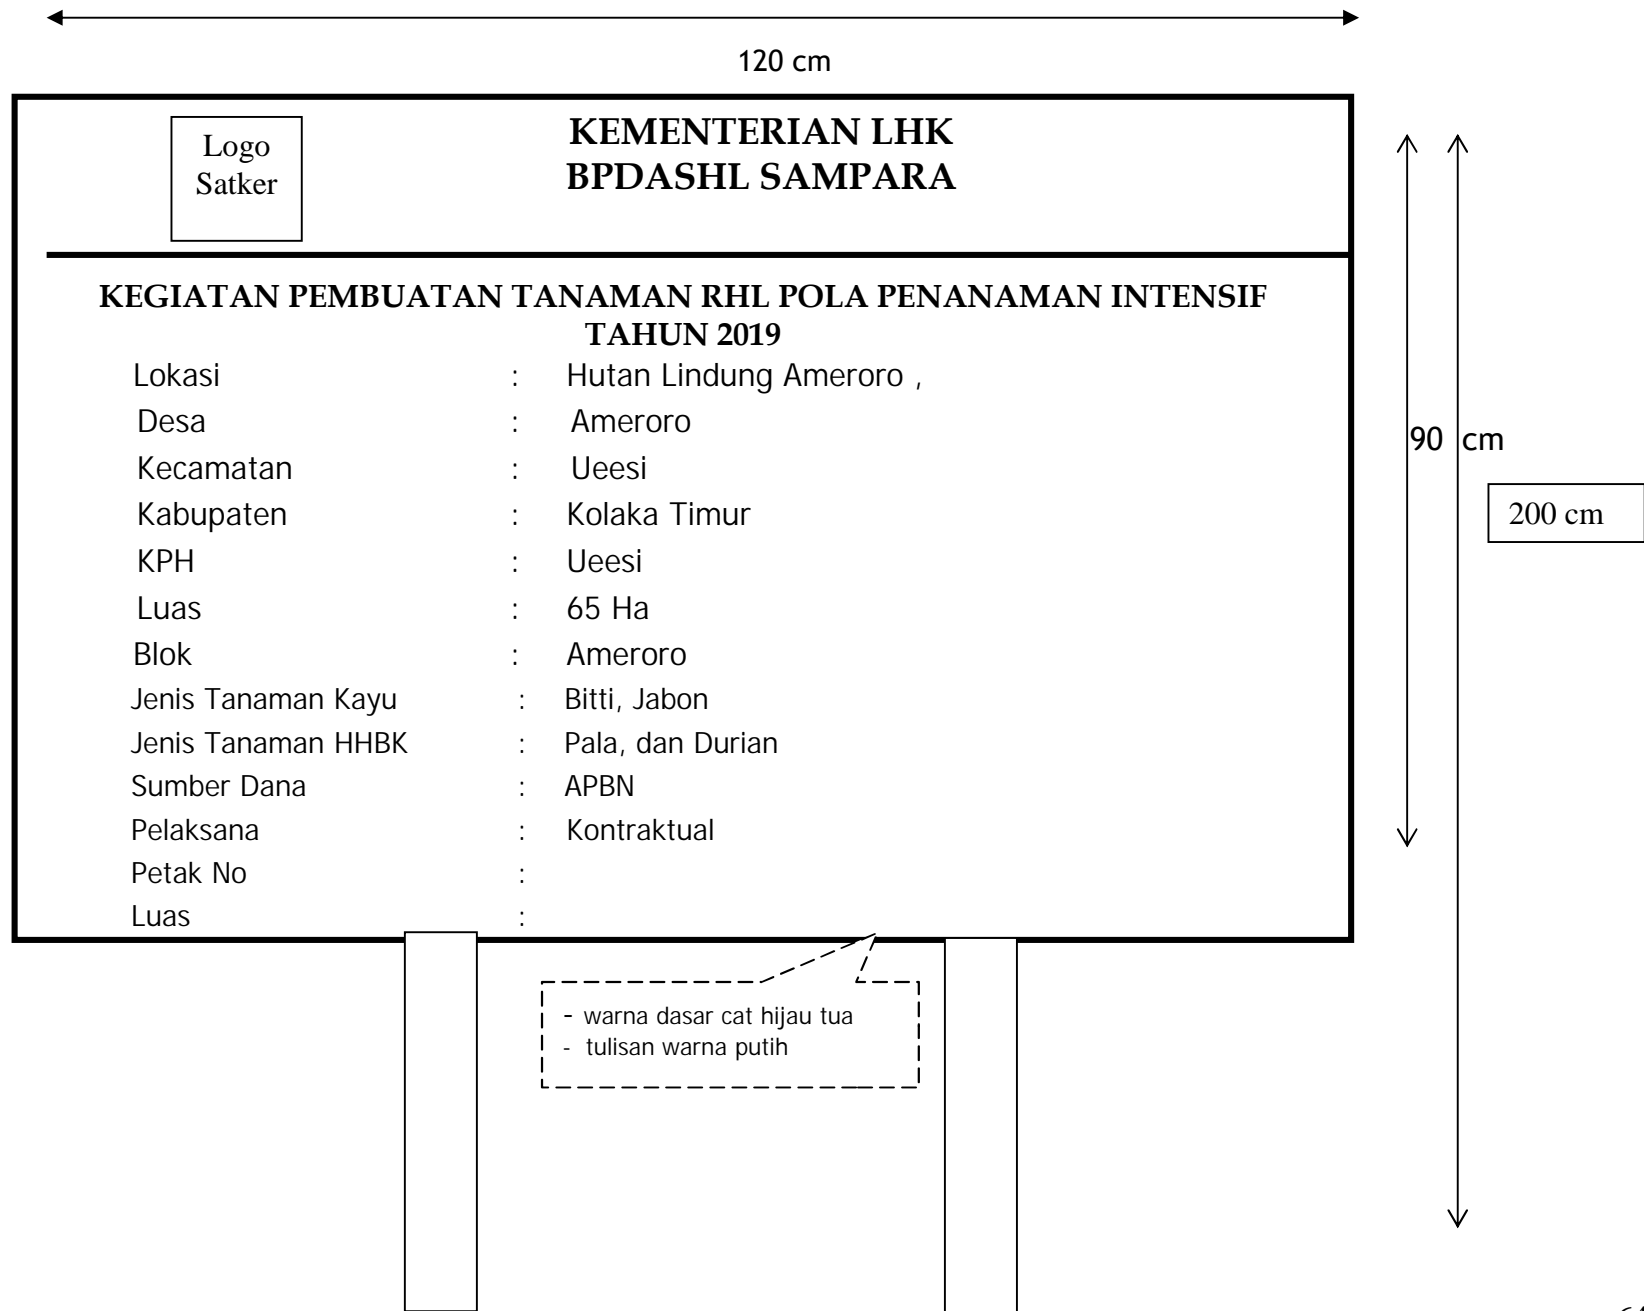 120 cm
Logo
Satker
KEMENTERIAN LHK
BPDASHL SAMPARA
KEGIATAN PEMBUATAN TANAMAN RHL POLA PENANAMAN INTENSIF
TAHUN 2019
Lokasi : Hutan Lindung Ameroro ,
Desa : Ameroro
Kecamatan : Ueesi
Kabupaten : Kolaka Timur
KPH : Ueesi
Luas : 65 Ha
Blok : Ameroro
Jenis Tanaman Kayu : Bitti, Jabon
Jenis Tanaman HHBK : Pala, dan Durian
Sumber Dana : APBN
Pelaksana : Kontraktual
Petak No :
Luas :
90 cm
200 cm
- warna dasar cat hijau tua
- tulisan warna putih